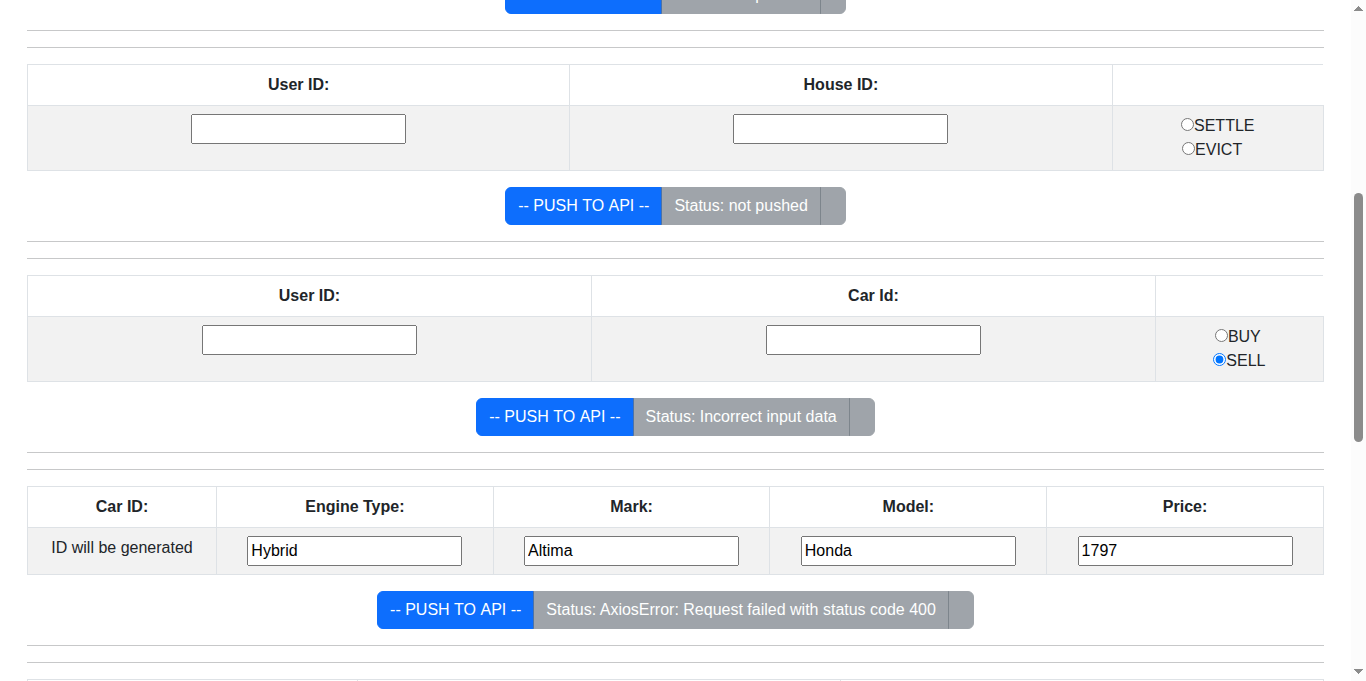 User ID: House ID:
SETTLE
EVICT
-- PUSH TO API -- Status: not pushed
User ID: Car Id:
BUY
SELL
-- PUSH TO API -- Status: Incorrect input data
Car ID: Engine Type: Mark: Model: Price:
ID will be generated Hybrid Altima Honda 1797
-- PUSH TO API -- Status: AxiosError: Request failed with status code 400